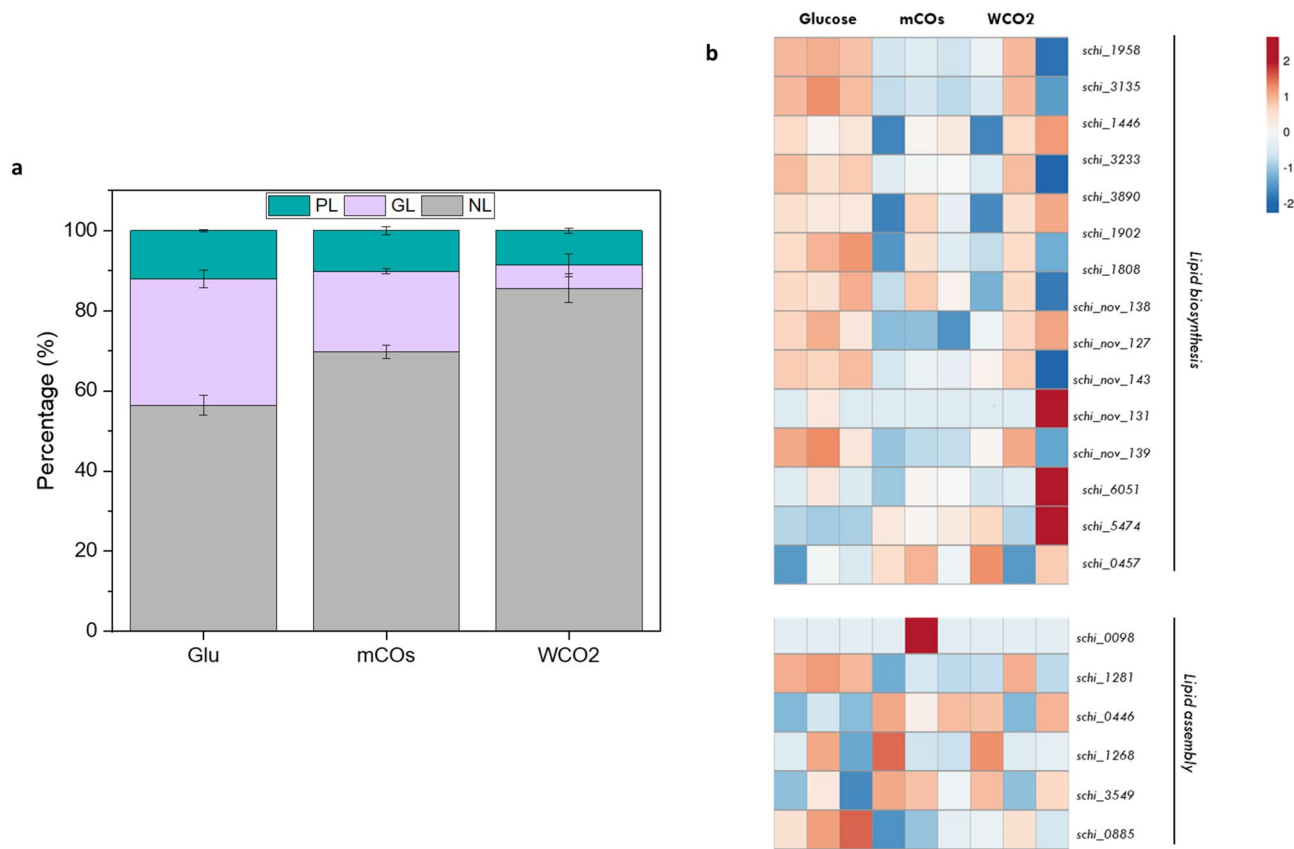 a
PL GL NL
100
80
60
40
20
0
Percentage (%)
Glu mCOs WCO2
b
Glucose mCOs WCO2
schi_1958
schi_3135
schi_1446
schi_3233
schi_3890
schi_1902
schi_1808
schi_nov_138
schi_nov_127
schi_nov_143
schi_nov_131
schi_nov_139
schi_6051
schi_5474
schi_0457
Lipid biosynthesis
schi_0098
schi_1281
schi_0446
schi_1268
schi_3549
schi_0885
Lipid assembly
2
1
0
-1
-2